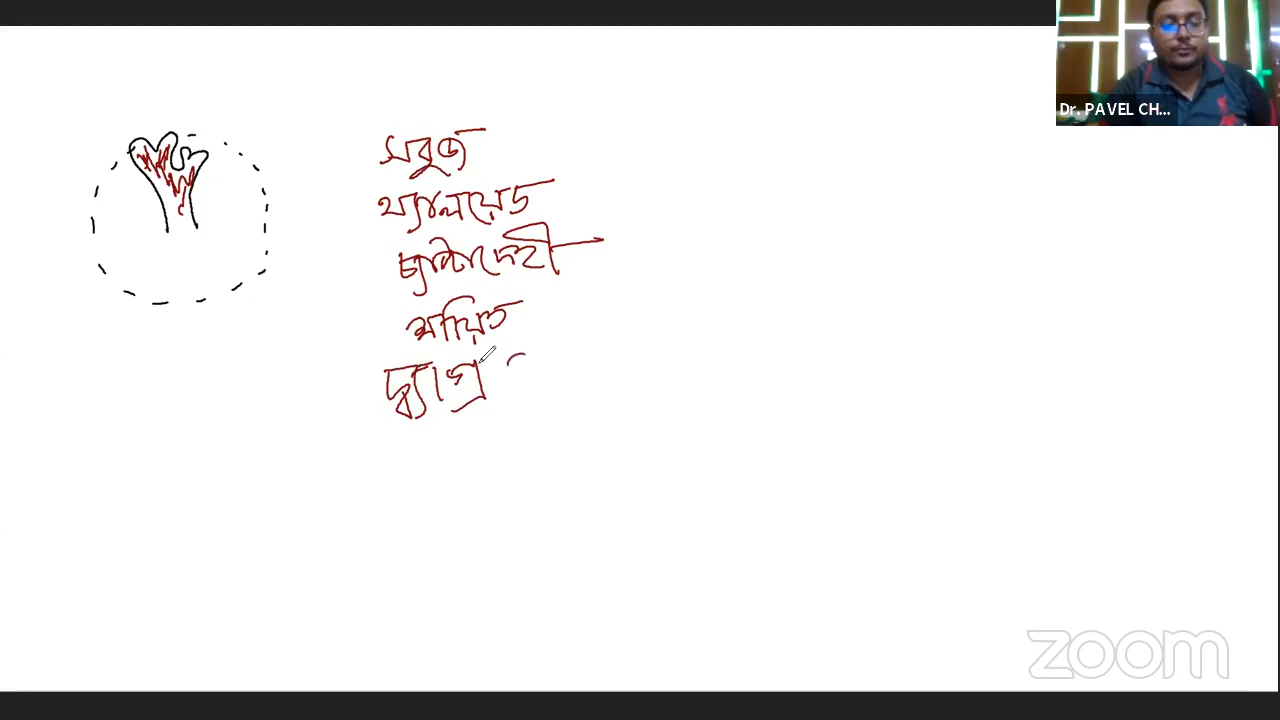 Dr. PAVEL CH...
সবুজ
থ্যালয়েড
চ্যাপ্টাদেহী
শায়িত
দ্ব্যাগ্র
zoom